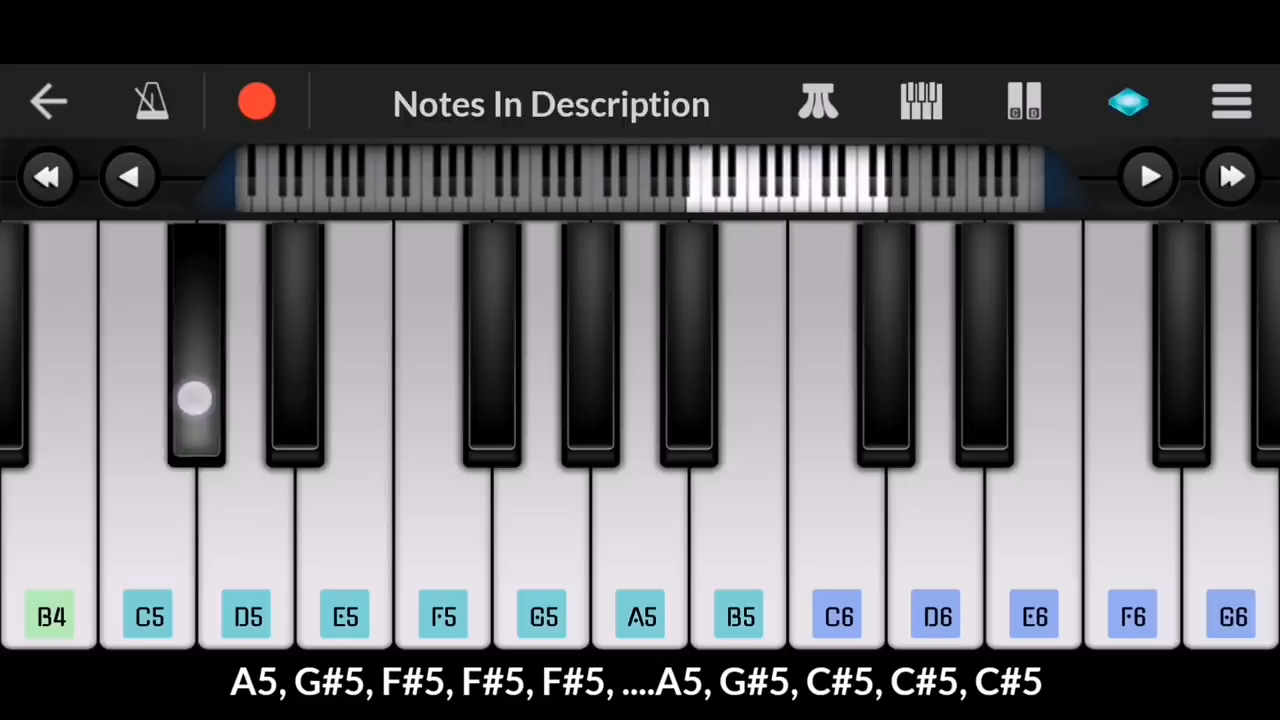 Notes In Description
B4 C5 D5 E5 F5 G5 A5 B5 C6 D6 E6 F6 G6
A5, G#5, F#5, F#5, F#5, ....A5, G#5, C#5, C#5, C#5